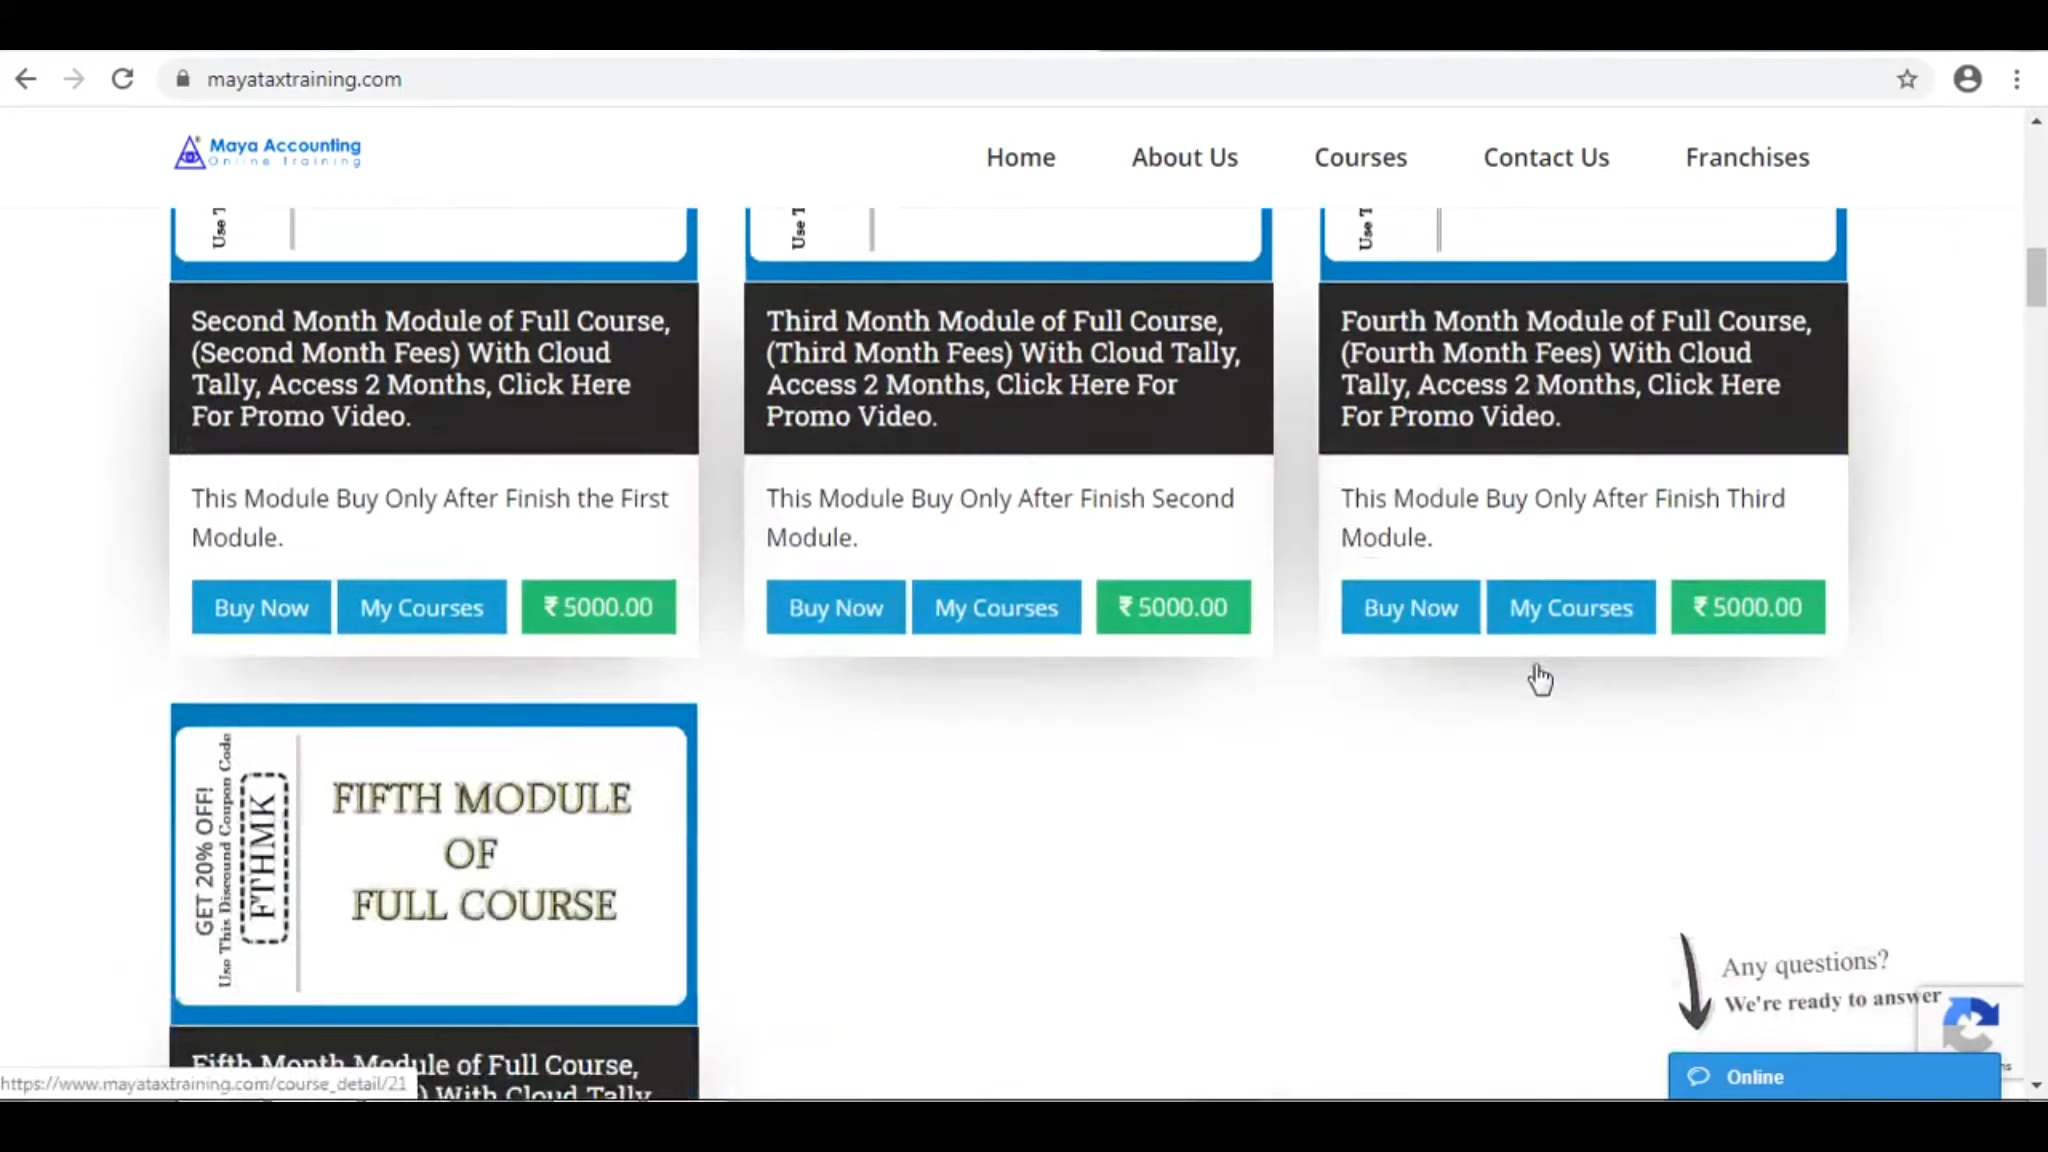 mayataxtraining.com
Maya Accounting
Online Training
Home
About Us
Courses
Contact Us
Franchises
Use T
Use T
Use T
Second Month Module of Full Course,
(Second Month Fees) With Cloud
Tally, Access 2 Months, Click Here
For Promo Video.
This Module Buy Only After Finish the First
Module.
Buy Now
My Courses
₹ 5000.00
Third Month Module of Full Course,
(Third Month Fees) With Cloud Tally,
Access 2 Months, Click Here For
Promo Video.
This Module Buy Only After Finish Second
Module.
Buy Now
My Courses
₹ 5000.00
Fourth Month Module of Full Course,
(Fourth Month Fees) With Cloud
Tally, Access 2 Months, Click Here
For Promo Video.
This Module Buy Only After Finish Third
Module.
Buy Now
My Courses
₹ 5000.00
GET 20% OFF!
Use This Discount Coupon Code
FTHMK
FIFTH MODULE
OF
FULL COURSE
Fifth Month Module of Full Course,
) With Cloud Tally
Any questions?
We're ready to answer
Online
https://www.mayataxtraining.com/course_detail/21